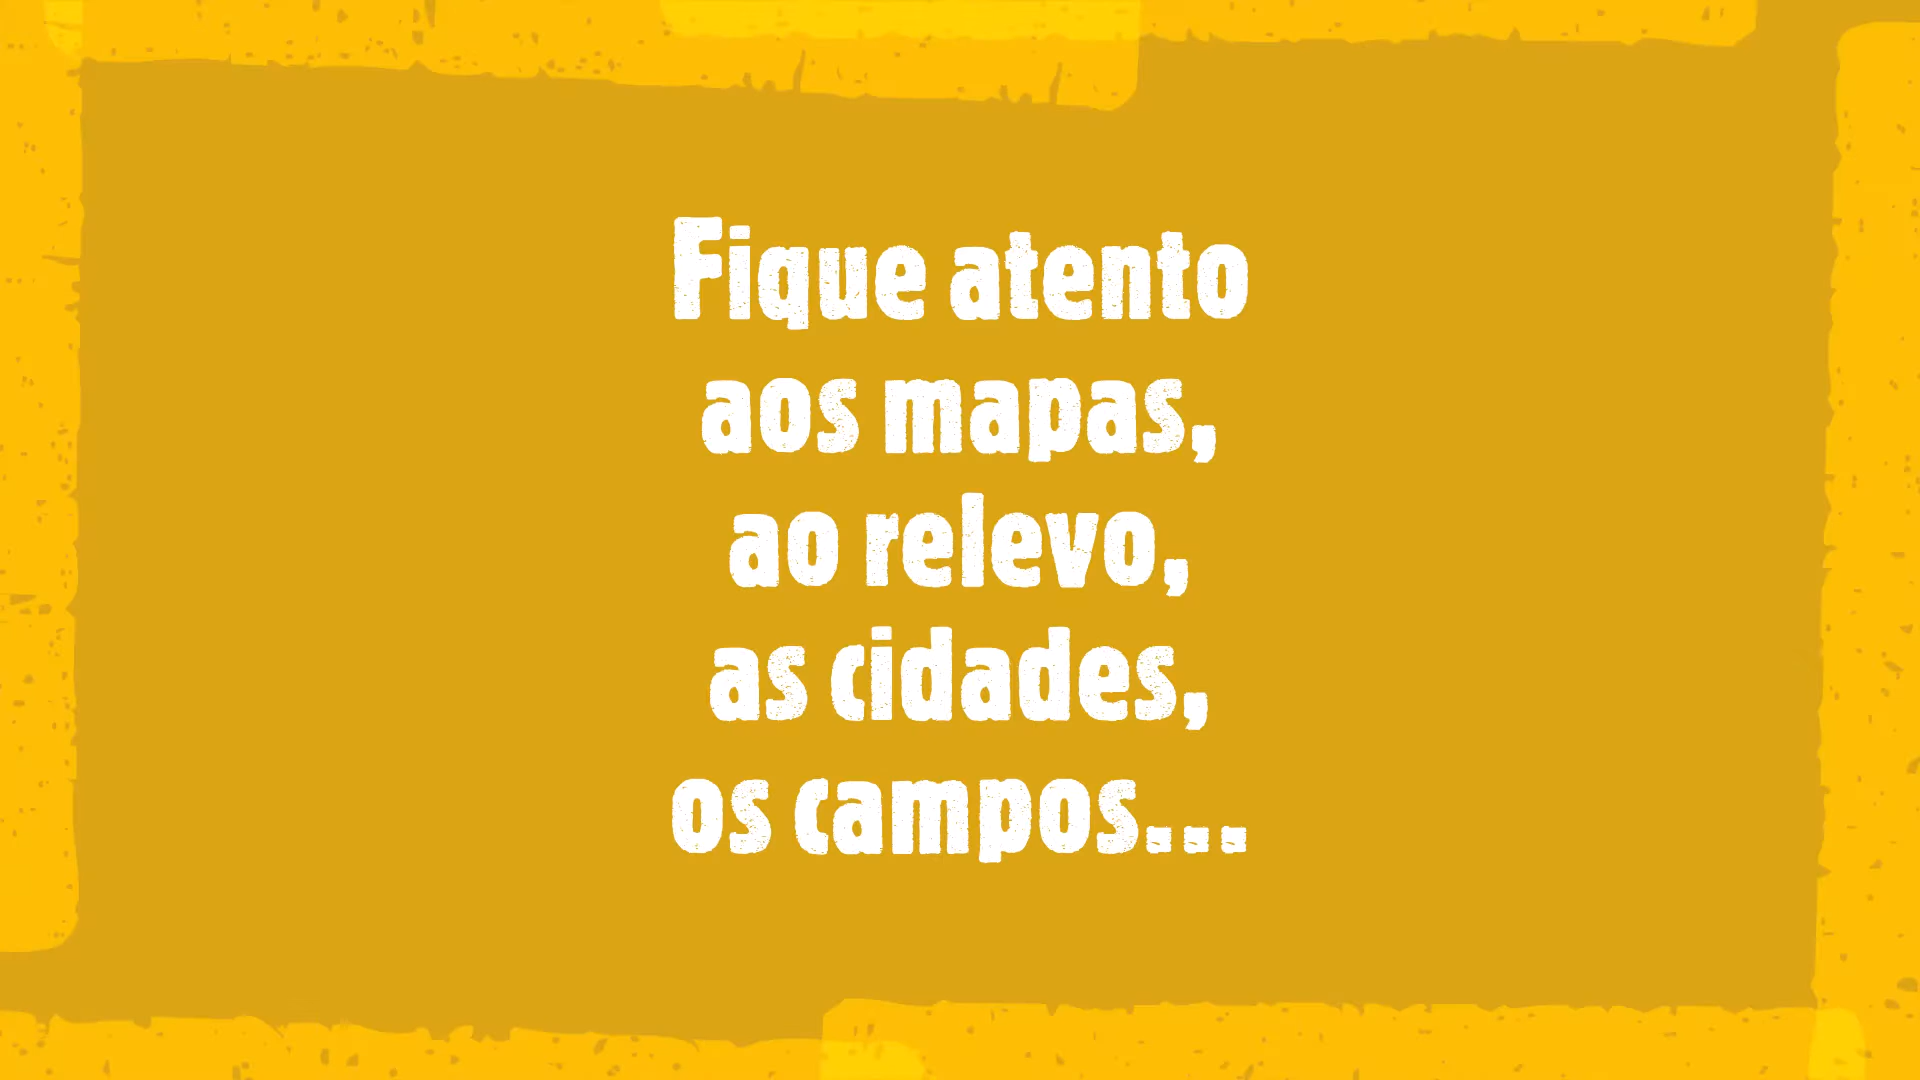 Fique atento
aos mapas,
ao relevo,
as cidades,
os campos...